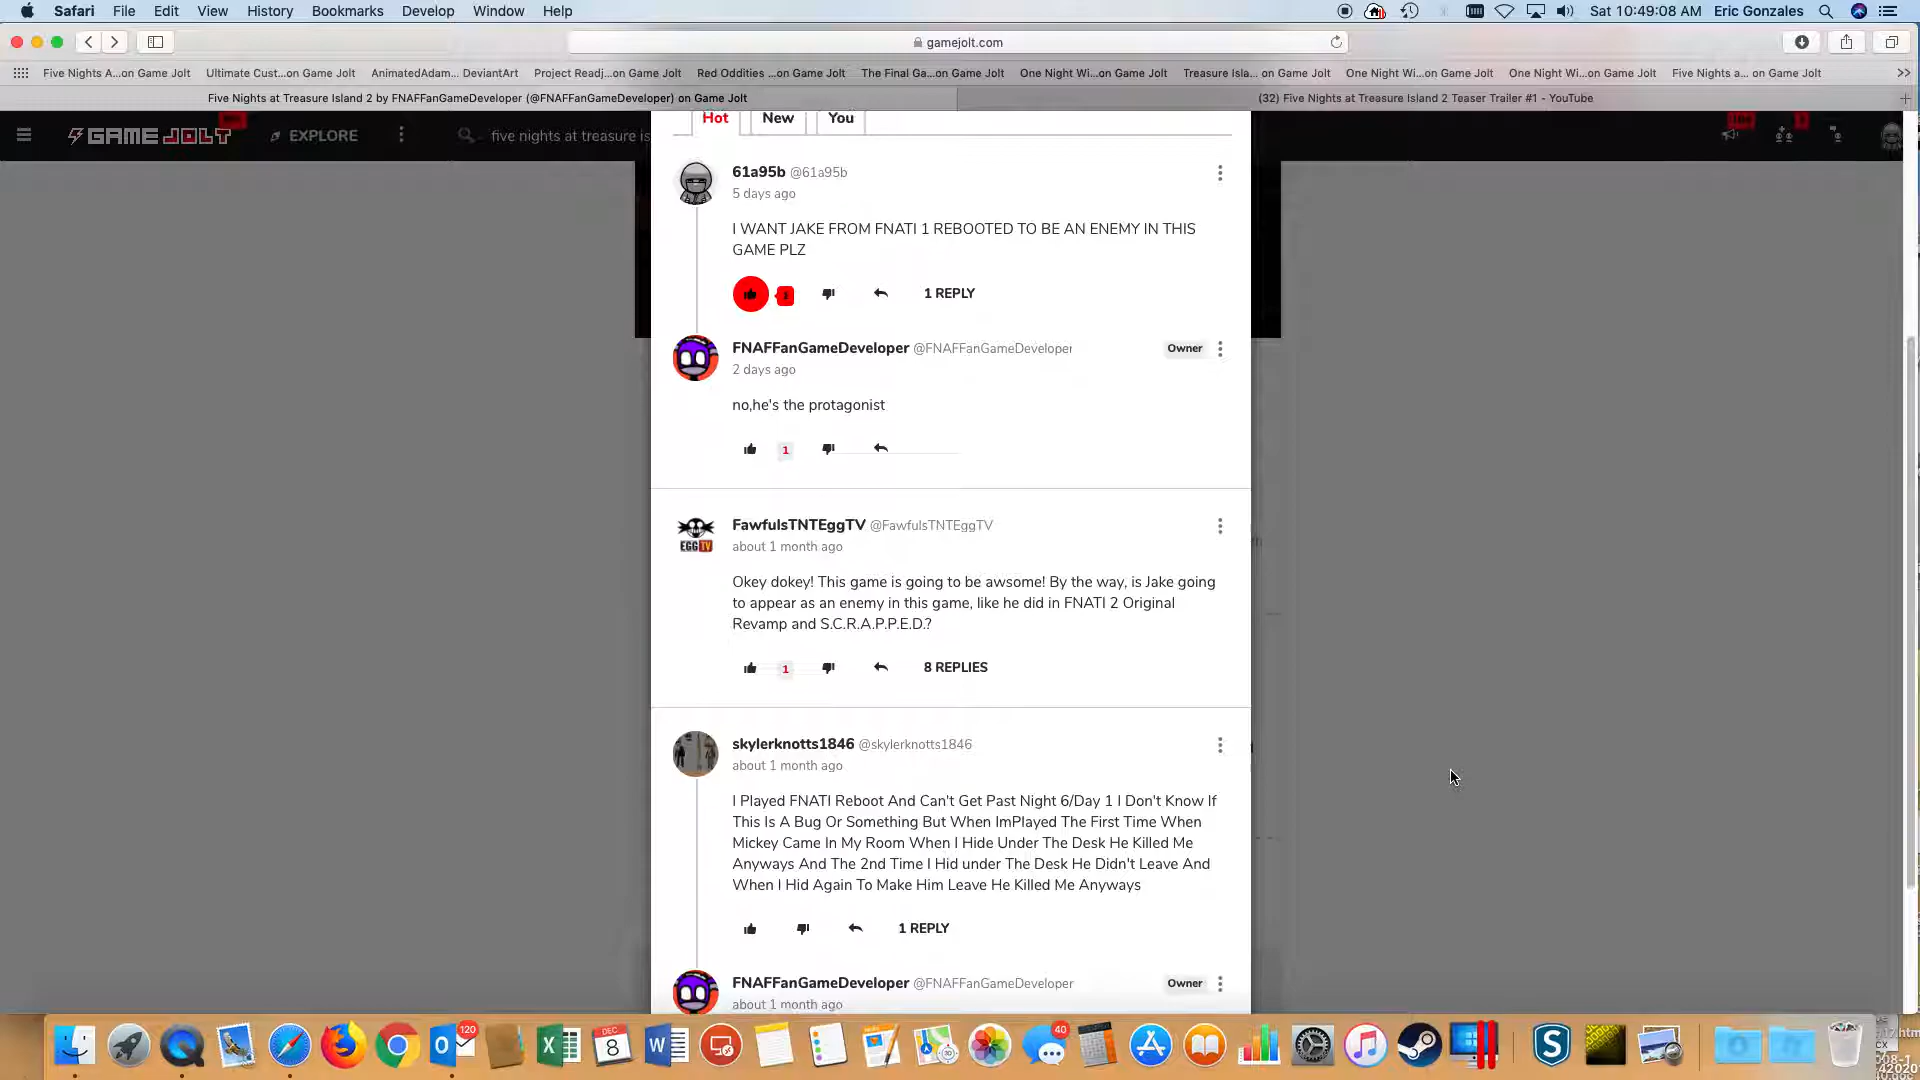 Safari File Edit View History Bookmarks Develop Window Help Sat 10:49:08 AM Eric Gonzales
gamejolt.com
Five Nights A...on Game Jolt Ultimate Cust...on Game Jolt AnimatedAdam... DeviantArt Project Readj...on Game Jolt Red Oddities ...on Game Jolt The Final Ga...on Game Jolt One Night Wi...on Game Jolt Treasure Isla... on Game Jolt One Night Wi...on Game Jolt One Night Wi...on Game Jolt Five Nights a... on Game Jolt >>
Five Nights at Treasure Island 2 by FNAFFanGameDeveloper (@FNAFFanGameDeveloper) on Game Jolt (32) Five Nights at Treasure Island 2 Teaser Trailer #1 - YouTube
GAME JOLT EXPLORE five nights at treasure is
Hot New You
61a95b @61a95b
5 days ago
I WANT JAKE FROM FNATI 1 REBOOTED TO BE AN ENEMY IN THIS
GAME PLZ
1 REPLY
FNAFFanGameDeveloper @FNAFFanGameDeveloper Owner
2 days ago
no,he's the protagonist
1
FawfulsTNTEggTV @FawfulsTNTEggTV
EGG TV
about 1 month ago
Okey dokey! This game is going to be awsome! By the way, is Jake going
to appear as an enemy in this game, like he did in FNATI 2 Original
Revamp and S.C.R.A.P.P.E.D.?
1 8 REPLIES
skylerknotts1846 @skylerknotts1846
about 1 month ago
I Played FNATI Reboot And Can't Get Past Night 6/Day 1 I Don't Know If
This Is A Bug Or Something But When ImPlayed The First Time When
Mickey Came In My Room When I Hide Under The Desk He Killed Me
Anyways And The 2nd Time I Hid under The Desk He Didn't Leave And
When I Hid Again To Make Him Leave He Killed Me Anyways
1 REPLY
FNAFFanGameDeveloper @FNAFFanGameDeveloper Owner
about 1 month ago
120 DEC 8 40